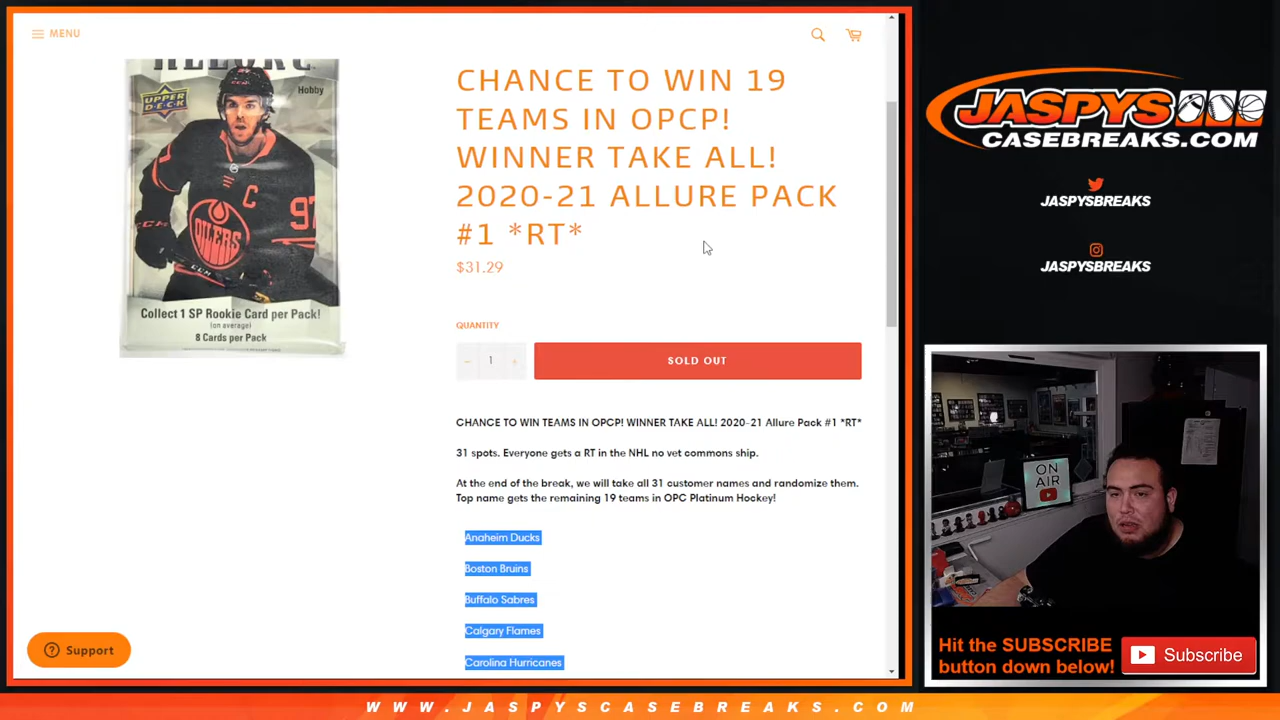 MENU
ALLURE
Hobby
UPPER DECK
C
97
OILERS
Collect 1 SP Rookie Card per Pack!
(on average)
8 Cards per Pack
CHANCE TO WIN 19
TEAMS IN OPCP!
WINNER TAKE ALL!
2020-21 ALLURE PACK
#1 *RT*
$31.29
QUANTITY
− 1 +
SOLD OUT
CHANCE TO WIN TEAMS IN OPCP! WINNER TAKE ALL! 2020-21 Allure Pack #1 *RT*
31 spots. Everyone gets a RT in the NHL no vet commons ship.
At the end of the break, we will take all 31 customer names and randomize them.
Top name gets the remaining 19 teams in OPC Platinum Hockey!
Anaheim Ducks
Boston Bruins
Buffalo Sabres
Calgary Flames
Carolina Hurricanes
Support
JASPYS
CASEBREAKS.COM
JASPYSBREAKS
JASPYSBREAKS
ON
AIR
Hit the SUBSCRIBE
button down below!
Subscribe
WWW.JASPYSCASEBREAKS.COM